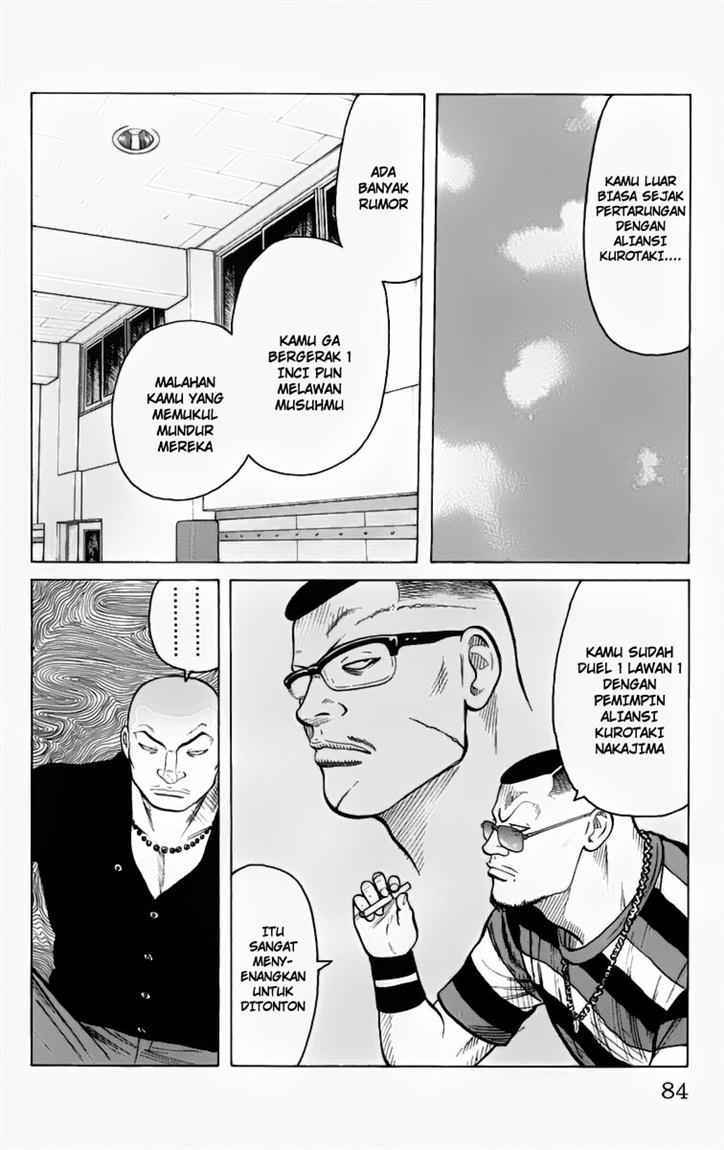 KAMU LUAR
BIASA SEJAK
PERTARUNGAN
DENGAN
ALIANSI
KUROTAKI....
ADA
BANYAK
RUMOR
KAMU GA
BERGERAK 1
INCI PUN
MELAWAN
MUSUHMU
MALAHAN
KAMU YANG
MEMUKUL
MUNDUR
MEREKA
KAMU SUDAH
DUEL 1 LAWAN 1
DENGAN
PEMIMPIN
ALIANSI
KUROTAKI
NAKAJIMA
ITU
SANGAT
MENY-
ENANGKAN
UNTUK
DITONTON
........
........
84